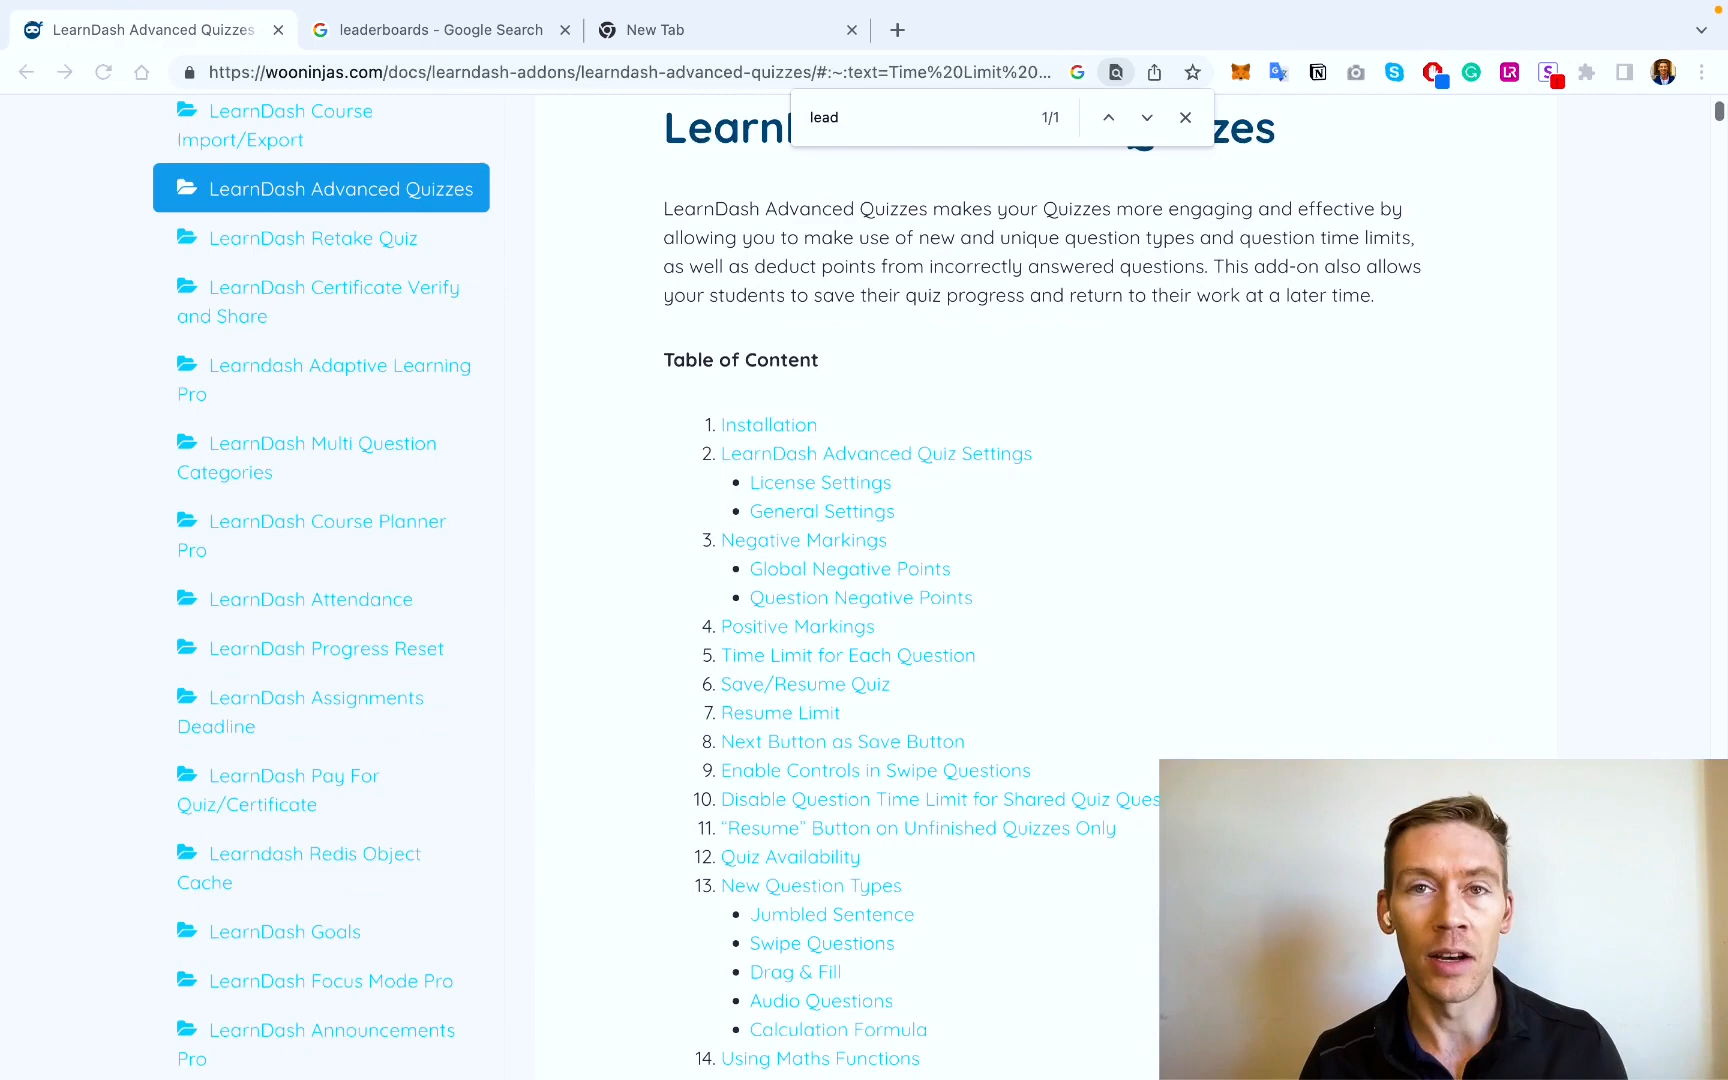 LearnDash Advanced Quizzes
leaderboards - Google Search
New Tab
https://wooninjas.com/docs/learndash-addons/learndash-advanced-quizzes/#:~:text=Time%20Limit%20...
lead
1/1
LearnDash Course
Import/Export
LearnDash Advanced Quizzes
LearnDash Retake Quiz
LearnDash Certificate Verify
and Share
Learndash Adaptive Learning
Pro
LearnDash Multi Question
Categories
LearnDash Course Planner
Pro
LearnDash Attendance
LearnDash Progress Reset
LearnDash Assignments
Deadline
LearnDash Pay For
Quiz/Certificate
Learndash Redis Object
Cache
LearnDash Goals
LearnDash Focus Mode Pro
LearnDash Announcements
Pro
LearnDash Advanced Quizzes makes your Quizzes more engaging and effective by
allowing you to make use of new and unique question types and question time limits,
as well as deduct points from incorrectly answered questions. This add-on also allows
your students to save their quiz progress and return to their work at a later time.
Table of Content
1. Installation
2. LearnDash Advanced Quiz Settings
• License Settings
• General Settings
3. Negative Markings
• Global Negative Points
• Question Negative Points
4. Positive Markings
5. Time Limit for Each Question
6. Save/Resume Quiz
7. Resume Limit
8. Next Button as Save Button
9. Enable Controls in Swipe Questions
10. Disable Question Time Limit for Shared Quiz Ques
11. “Resume” Button on Unfinished Quizzes Only
12. Quiz Availability
13. New Question Types
• Jumbled Sentence
• Swipe Questions
• Drag & Fill
• Audio Questions
• Calculation Formula
14. Using Maths Functions